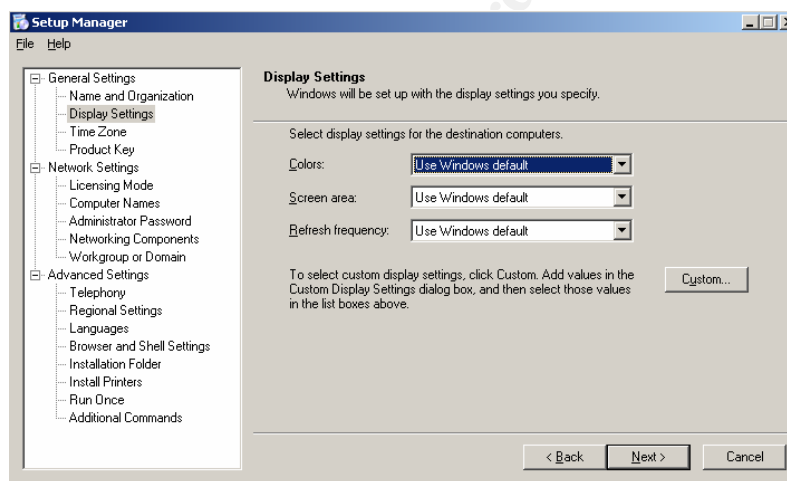 Setup Manager
File Help
General Settings
Name and Organization
Display Settings
Time Zone
Product Key
Network Settings
Licensing Mode
Computer Names
Administrator Password
Networking Components
Workgroup or Domain
Advanced Settings
Telephony
Regional Settings
Languages
Browser and Shell Settings
Installation Folder
Install Printers
Run Once
Additional Commands
Display Settings
Windows will be set up with the display settings you specify.
Select display settings for the destination computers.
Colors: Use Windows default
Screen area: Use Windows default
Refresh frequency: Use Windows default
To select custom display settings, click Custom. Add values in the
Custom Display Settings dialog box, and then select those values
in the list boxes above.
Custom...
< Back Next > Cancel